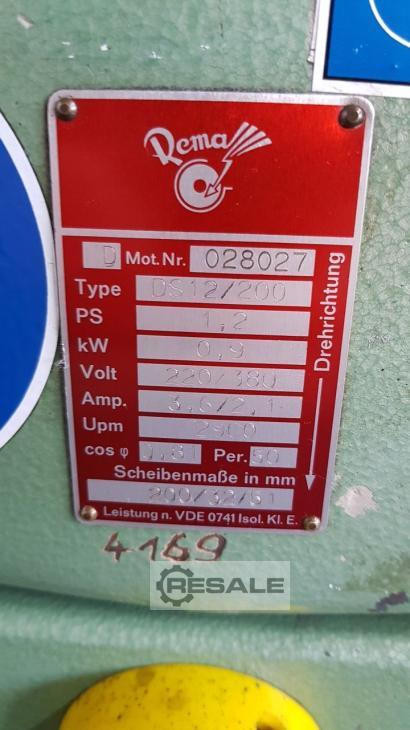 Rema
D Mot.Nr. 028027
Type DS12/200
PS 1,2
kW 0,9
Volt 220/380
Amp. 3,6/2,1
Upm
cos φ 0,81 Per. 50
Scheibenmaße in mm
200/32/51
Leistung n. VDE 0741 Isol. Kl. E.
Drehrichtung
4169
RESALE